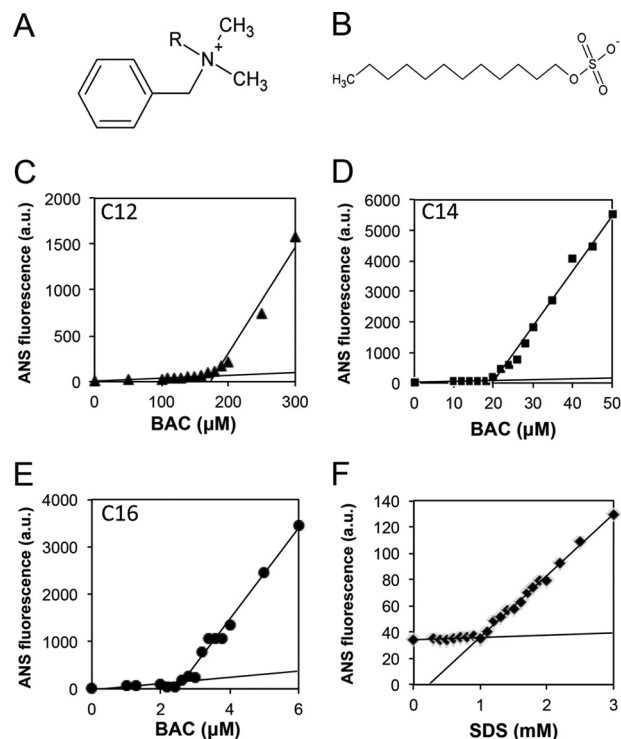 A
R
CH₃
N
+
CH₃
B
H₃C
O
O
S
O
O⁻
C
C12
2000
1500
1000
500
0
0 100 200 300
ANS fluorescence (a.u.)
BAC (µM)
D
C14
6000
5000
4000
3000
2000
1000
0
0 10 20 30 40 50
ANS fluorescence (a.u.)
BAC (µM)
E
C16
4000
3000
2000
1000
0
0 2 4 6
ANS fluorescence (a.u.)
BAC (µM)
F
140
120
100
80
60
40
20
0
0 1 2 3
ANS fluorescence (a.u.)
SDS (mM)